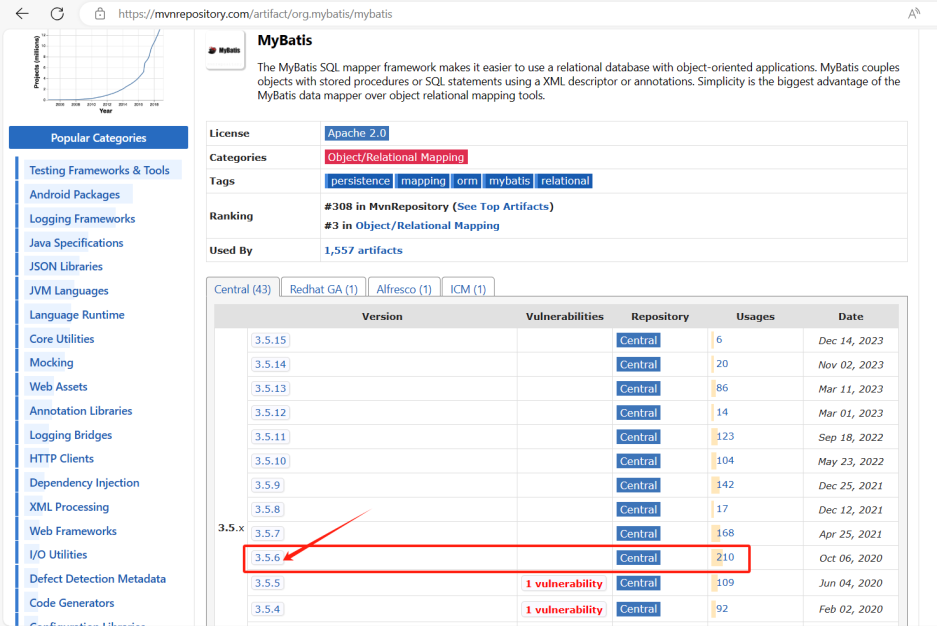 https://mvnrepository.com/artifact/org.mybatis/mybatis
Projects (millions)
Year
Popular Categories
Testing Frameworks & Tools
Android Packages
Logging Frameworks
Java Specifications
JSON Libraries
JVM Languages
Language Runtime
Core Utilities
Mocking
Web Assets
Annotation Libraries
Logging Bridges
HTTP Clients
Dependency Injection
XML Processing
Web Frameworks
I/O Utilities
Defect Detection Metadata
Code Generators
Configuration Libraries
MyBatis
MyBatis
The MyBatis SQL mapper framework makes it easier to use a relational database with object-oriented applications. MyBatis couples
objects with stored procedures or SQL statements using a XML descriptor or annotations. Simplicity is the biggest advantage of the
MyBatis data mapper over object relational mapping tools.
License Apache 2.0
Categories Object/Relational Mapping
Tags persistence mapping orm mybatis relational
Ranking
#308 in MvnRepository (See Top Artifacts)
#3 in Object/Relational Mapping
Used By 1,557 artifacts
Central (43) Redhat GA (1) Alfresco (1) ICM (1)
Version Vulnerabilities Repository Usages Date
3.5.15 Central 6 Dec 14, 2023
3.5.14 Central 20 Nov 02, 2023
3.5.13 Central 86 Mar 11, 2023
3.5.12 Central 14 Mar 01, 2023
3.5.11 Central 123 Sep 18, 2022
3.5.10 Central 104 May 23, 2022
3.5.9 Central 142 Dec 25, 2021
3.5.8 Central 17 Dec 12, 2021
3.5.x
3.5.7 Central 168 Apr 25, 2021
3.5.6 Central 210 Oct 06, 2020
3.5.5 1 vulnerability Central 109 Jun 04, 2020
3.5.4 1 vulnerability Central 92 Feb 02, 2020